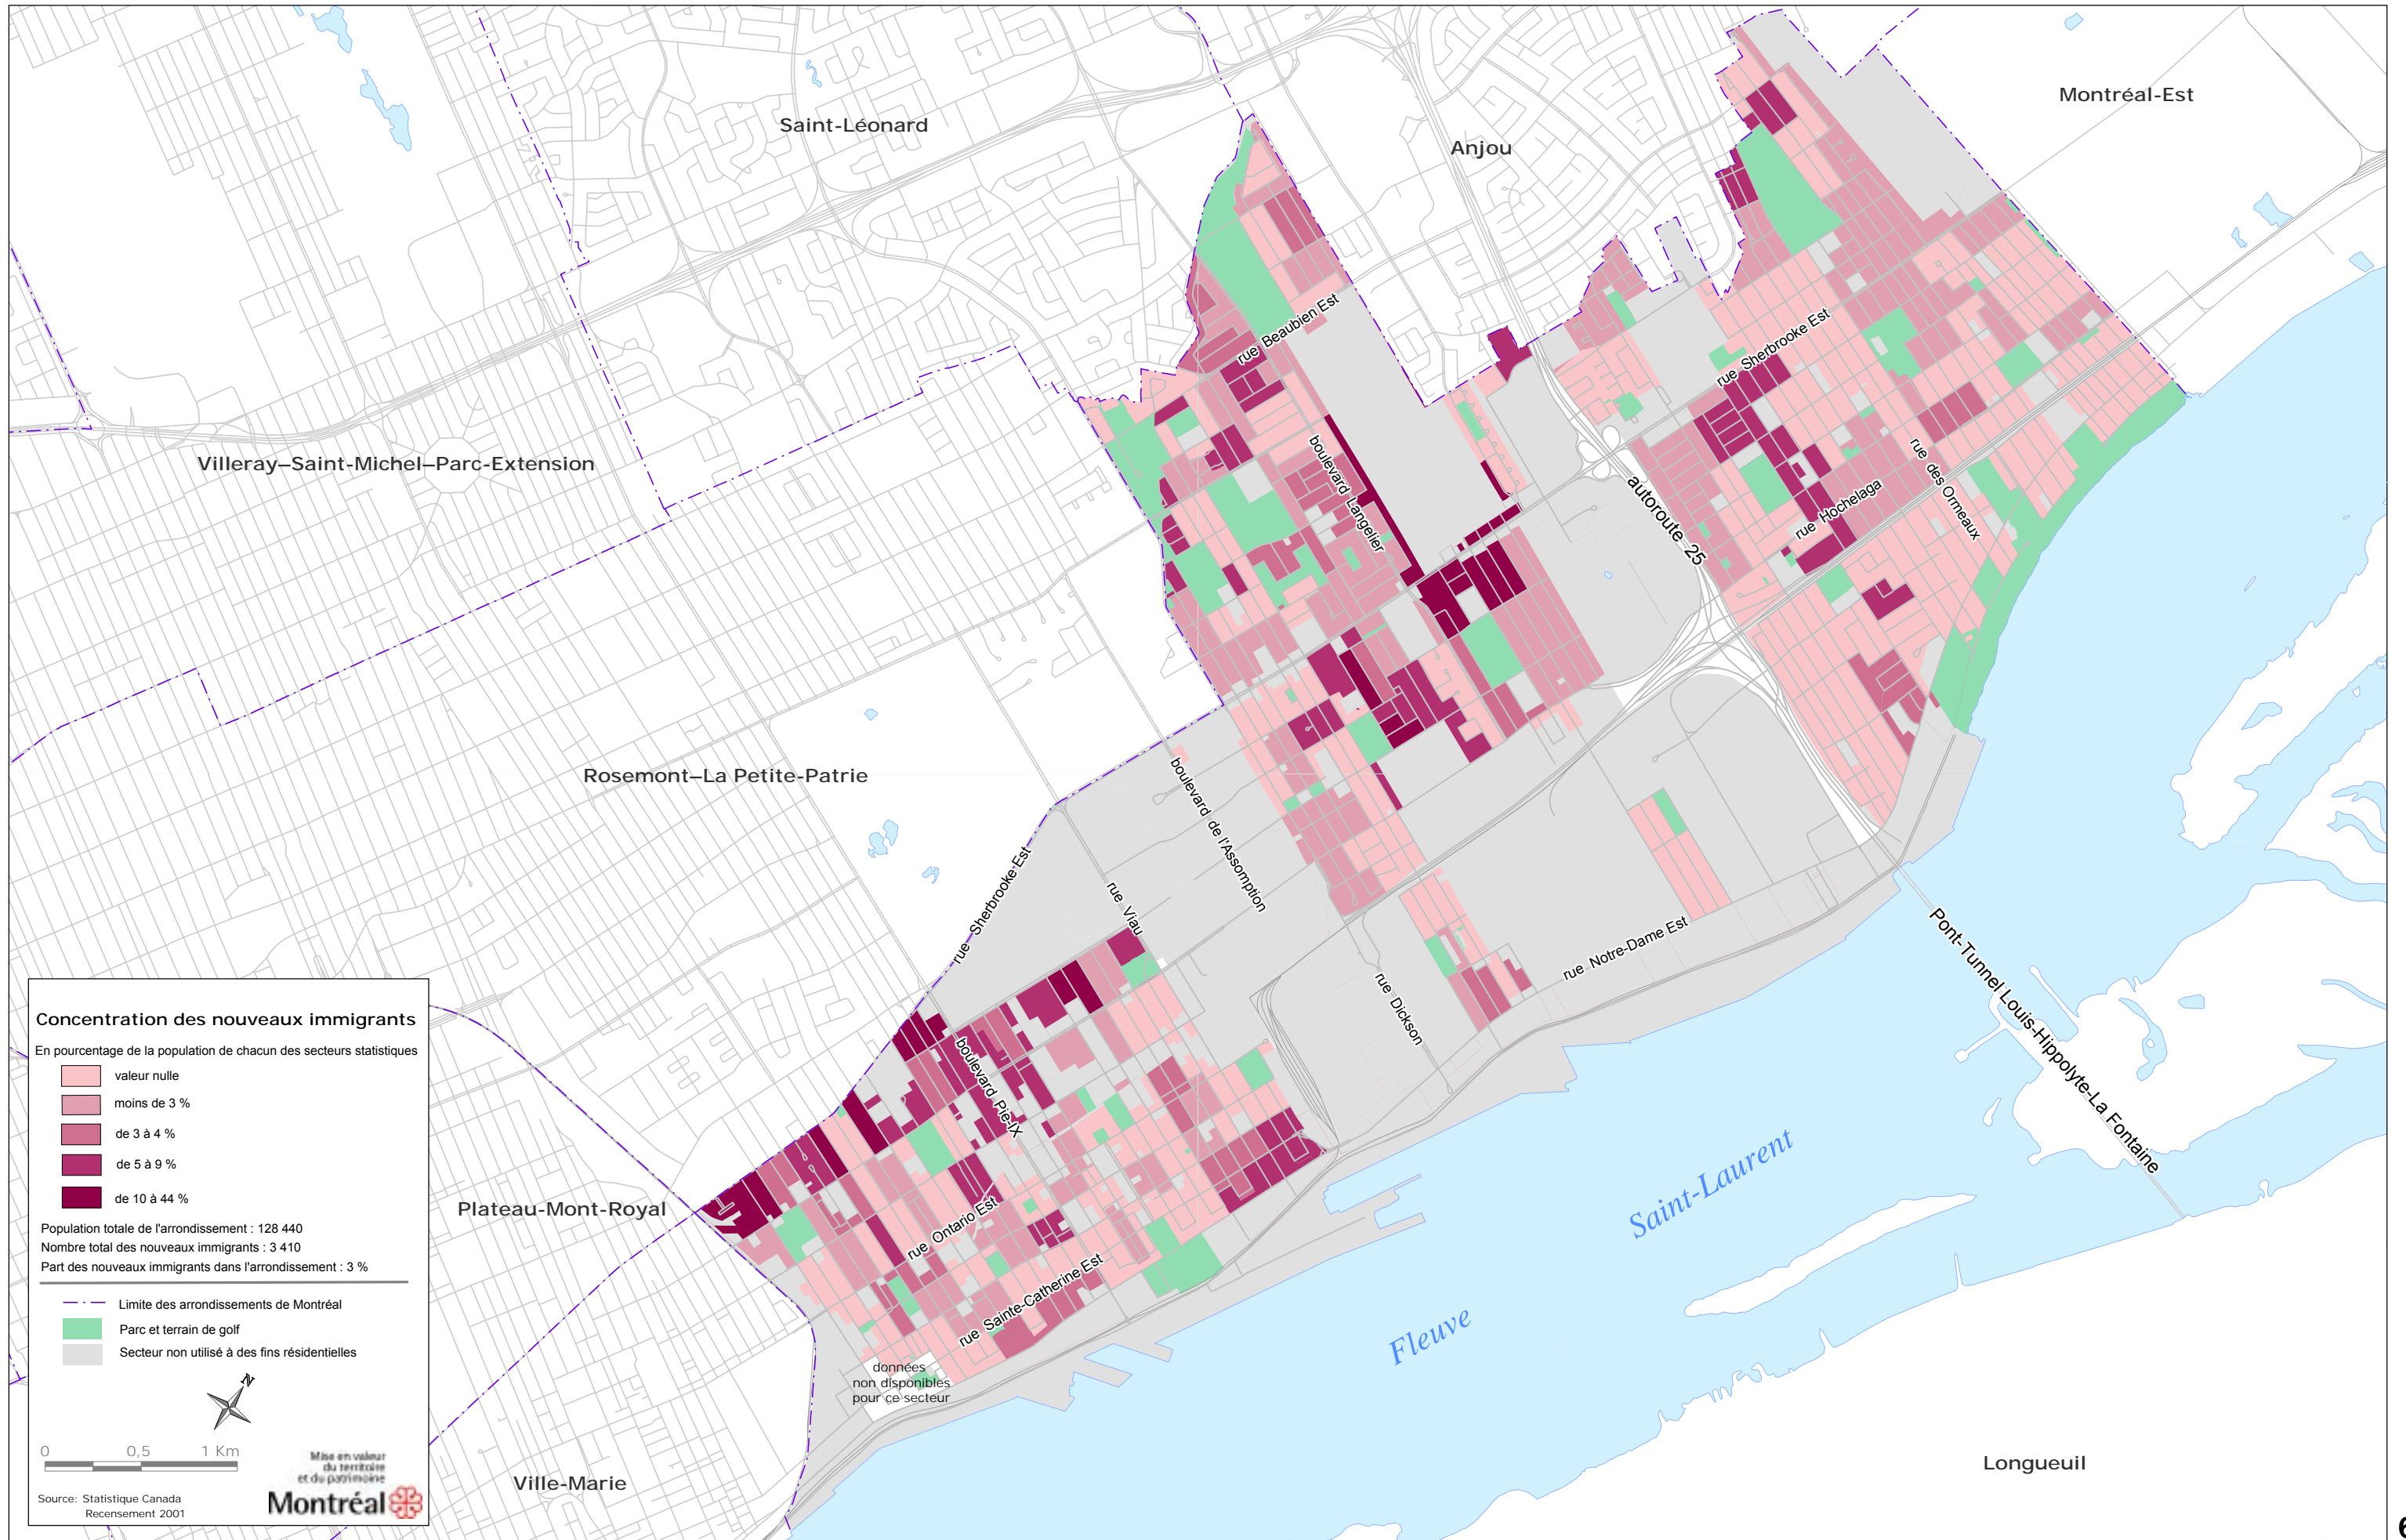 Montréal-Est
Saint-Léonard
Anjou
Villeray–Saint-Michel–Parc-Extension
rue Beaubien Est
rue Sherbrooke Est
boulevard Langelier
autoroute 25
rue Hochelaga
rue des Ormeaux
Rosemont–La Petite-Patrie
boulevard de l'Assomption
rue Sherbrooke Est
rue Viau
rue Dickson
rue Notre-Dame Est
Pont-Tunnel Louis-Hippolyte-La Fontaine
boulevard Pie-IX
Plateau-Mont-Royal
rue Ontario Est
rue Sainte-Catherine Est
Fleuve
Saint-Laurent
données
non disponibles
pour ce secteur
Ville-Marie
Longueuil
Concentration des nouveaux immigrants
En pourcentage de la population de chacun des secteurs statistiques
valeur nulle
moins de 3 %
de 3 à 4 %
de 5 à 9 %
de 10 à 44 %
Population totale de l'arrondissement : 128 440
Nombre total des nouveaux immigrants : 3 410
Part des nouveaux immigrants dans l'arrondissement : 3 %
Limite des arrondissements de Montréal
Parc et terrain de golf
Secteur non utilisé à des fins résidentielles
N
0 0,5 1 Km
Mise en valeur
du territoire
et du patrimoine
Montréal
Source: Statistique Canada
Recensement 2001